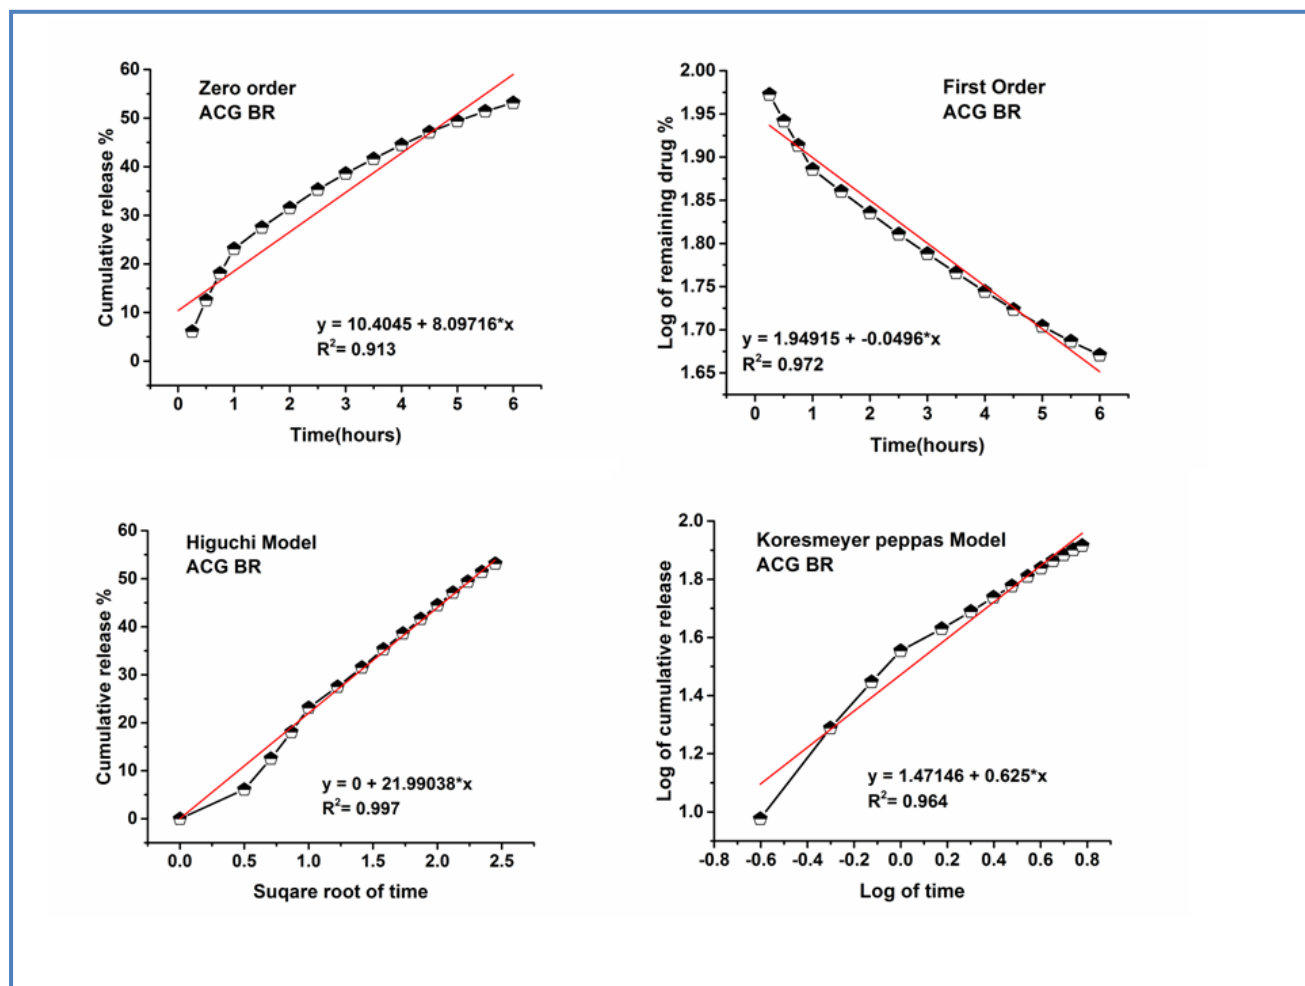 Zero order
ACG BR
60
50
40
30
20
10
0
Cumulative release %
y = 10.4045 + 8.09716*x
R²= 0.913
0 1 2 3 4 5 6
Time(hours)
First Order
ACG BR
2.00
1.95
1.90
1.85
1.80
1.75
1.70
1.65
Log of remaining drug %
y = 1.94915 + -0.0496*x
R²= 0.972
0 1 2 3 4 5 6
Time(hours)
Higuchi Model
ACG BR
60
50
40
30
20
10
0
Cumulative release %
y = 0 + 21.99038*x
R²= 0.997
0.0 0.5 1.0 1.5 2.0 2.5
Suqare root of time
Koresmeyer peppas Model
ACG BR
2.0
1.8
1.6
1.4
1.2
1.0
Log of cumulative release
y = 1.47146 + 0.625*x
R²= 0.964
-0.8 -0.6 -0.4 -0.2 0.0 0.2 0.4 0.6 0.8
Log of time